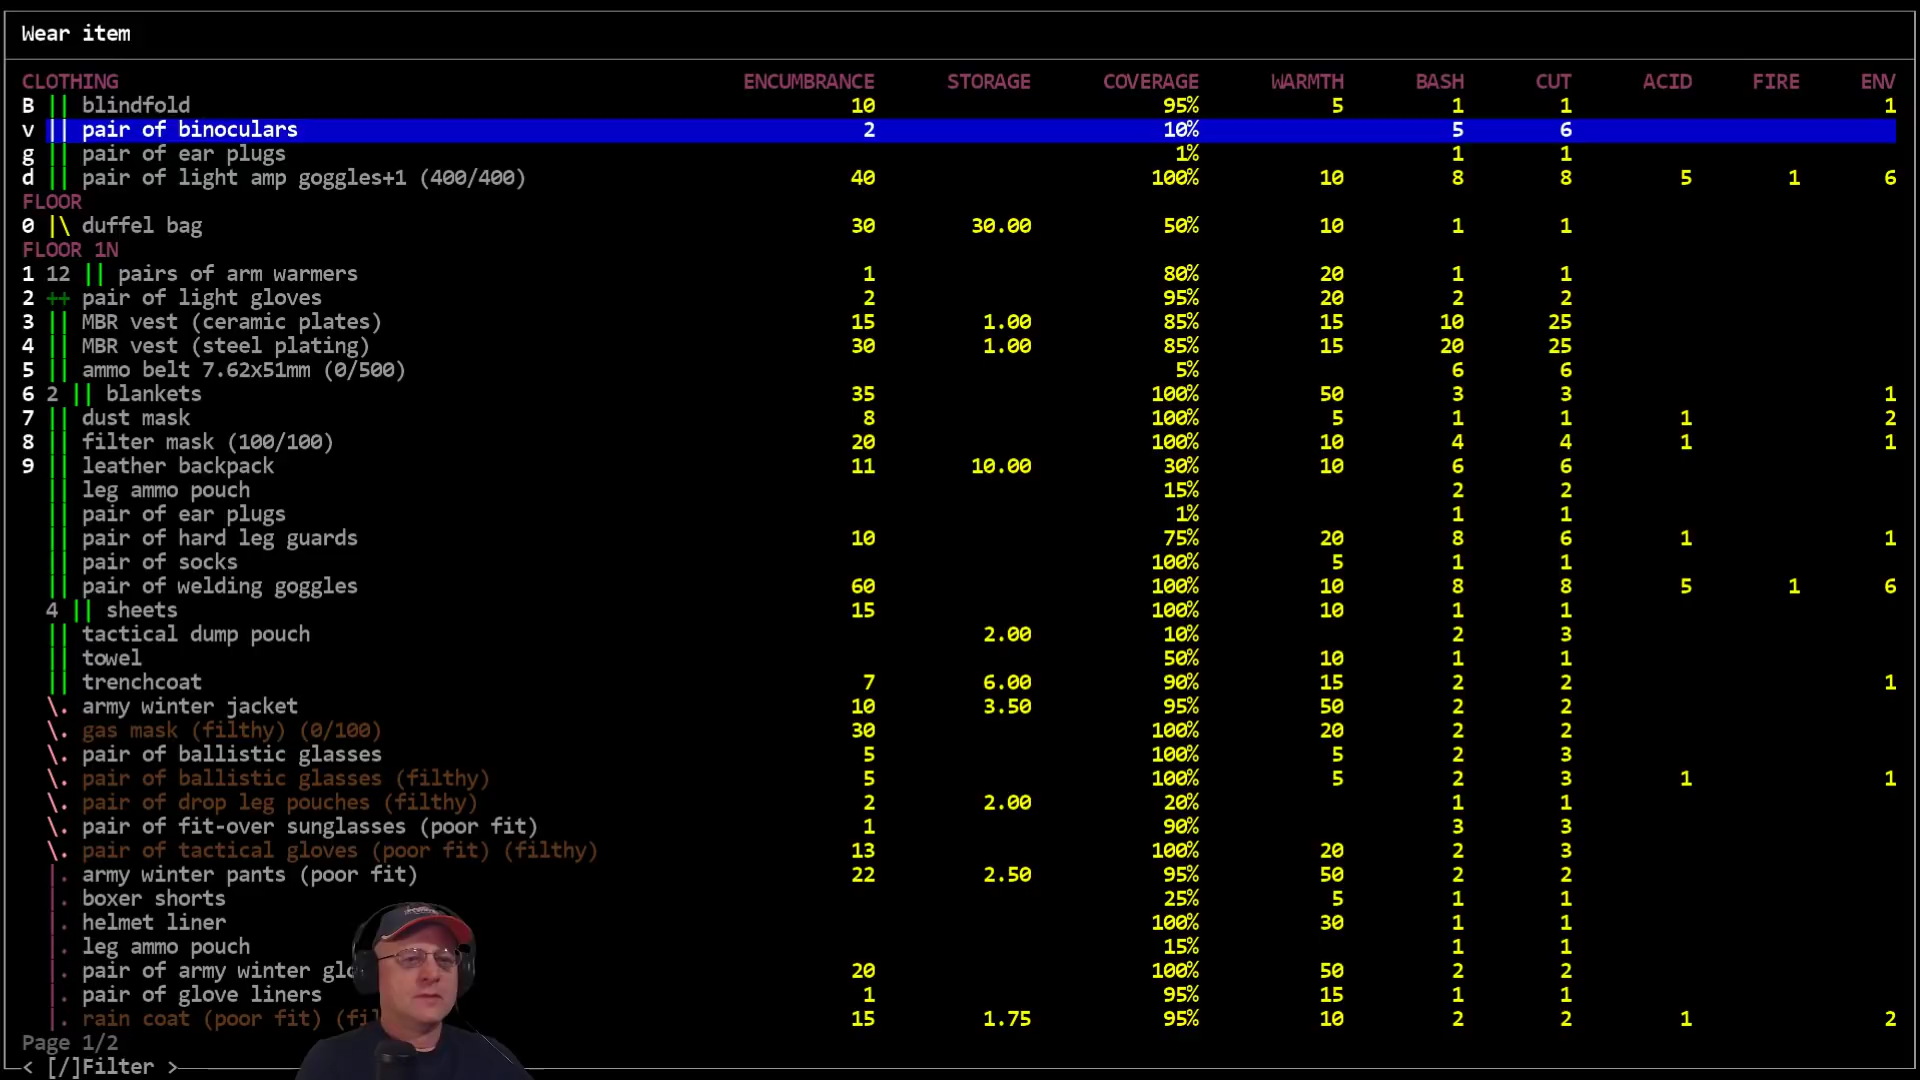 Wear item
CLOTHING ENCUMBRANCE STORAGE COVERAGE WARMTH BASH CUT ACID FIRE ENV
B || blindfold 10 95% 5 1 1 1
v || pair of binoculars 2 10% 5 6
g || pair of ear plugs 1% 1 1
d || pair of light amp goggles+1 (400/400) 40 100% 10 8 8 5 1 6
FLOOR
0 |\ duffel bag 30 30.00 50% 10 1 1
FLOOR 1N
1 12 || pairs of arm warmers 1 80% 20 1 1
2 ++ pair of light gloves 2 95% 20 2 2
3 || MBR vest (ceramic plates) 15 1.00 85% 15 10 25
4 || MBR vest (steel plating) 30 1.00 85% 15 20 25
5 || ammo belt 7.62x51mm (0/500) 5% 6 6
6 2 || blankets 35 100% 50 3 3 1
7 || dust mask 8 100% 5 1 1 1 2
8 || filter mask (100/100) 20 100% 10 4 4 1 1
9 || leather backpack 11 10.00 30% 10 6 6
|| leg ammo pouch 15% 2 2
|| pair of ear plugs 1% 1 1
|| pair of hard leg guards 10 75% 20 8 6 1 1
|| pair of socks 100% 5 1 1
|| pair of welding goggles 60 100% 10 8 8 5 1 6
4 || sheets 15 100% 10 1 1
|| tactical dump pouch 2.00 10% 2 3
|| towel 50% 10 1 1
|| trenchcoat 7 6.00 90% 15 2 2 1
\. army winter jacket 10 3.50 95% 50 2 2
\. gas mask (filthy) (0/100) 30 100% 20 2 2
\. pair of ballistic glasses 5 100% 5 2 3
\. pair of ballistic glasses (filthy) 5 100% 5 2 3 1 1
\. pair of drop leg pouches (filthy) 2 2.00 20% 1 1
\. pair of fit-over sunglasses (poor fit) 1 90% 3 3
\. pair of tactical gloves (poor fit) (filthy) 13 100% 20 2 3
|. army winter pants (poor fit) 22 2.50 95% 50 2 2
|. boxer shorts 25% 5 1 1
|. helmet liner 100% 30 1 1
|. leg ammo pouch 15% 1 1
|. pair of army winter 20 100% 50 2 2
|. pair of glove liners 1 95% 15 1 1
|. rain coat (poor fit) 15 1.75 95% 10 2 2 1 2
Page 1/2
< [/]Filter >